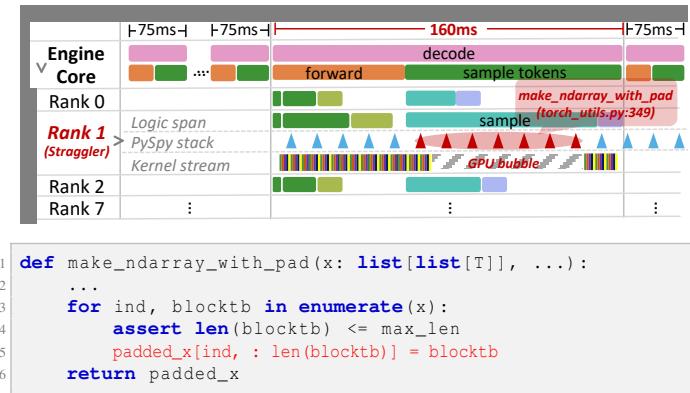 75ms 75ms 160ms 75ms
Engine Core
decode
forward sample tokens
Rank 0
make_ndarray_with_pad
(torch_utils.py:349)
Rank 1
(Straggler)
Logic span
sample
PySpy stack
Kernel stream
GPU bubble
Rank 2
Rank 7
1 def make_ndarray_with_pad(x: list[list[T]], ...):
2 ...
3 for ind, blocktb in enumerate(x):
4 assert len(blocktb) <= max_len
5 padded_x[ind, : len(blocktb)] = blocktb
6 return padded_x